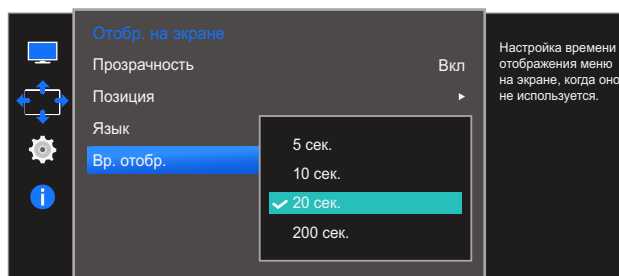 Отобр. на экране
Прозрачность Вкл
Позиция
Язык
Вр. отобр.
5 сек.
10 сек.
20 сек.
200 сек.
Настройка времени
отображения меню
на экране, когда оно
не используется.